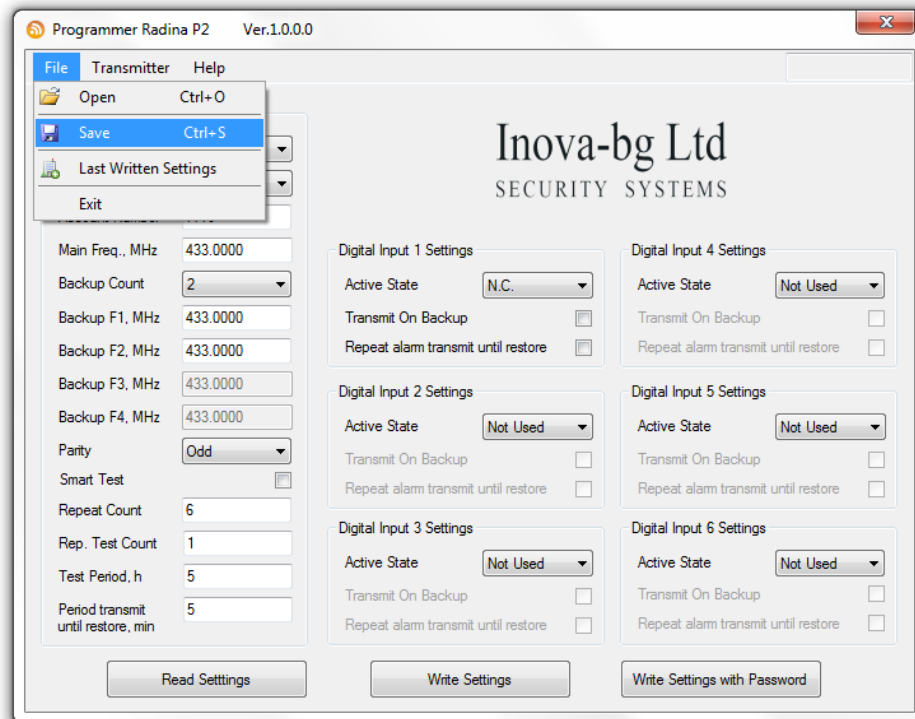 Programmer Radina P2 Ver.1.0.0.0
File Transmitter Help
Open Ctrl+O
Save Ctrl+S
Last Written Settings
Exit
Inova-bg Ltd
SECURITY SYSTEMS
Main Freq., MHz 433.0000
Backup Count 2
Backup F1, MHz 433.0000
Backup F2, MHz 433.0000
Backup F3, MHz 433.0000
Backup F4, MHz 433.0000
Parity Odd
Smart Test
Repeat Count 6
Rep. Test Count 1
Test Period, h 5
Period transmit
until restore, min 5
Digital Input 1 Settings
Active State N.C.
Transmit On Backup
Repeat alarm transmit until restore
Digital Input 2 Settings
Active State Not Used
Transmit On Backup
Repeat alarm transmit until restore
Digital Input 3 Settings
Active State Not Used
Transmit On Backup
Repeat alarm transmit until restore
Digital Input 4 Settings
Active State Not Used
Transmit On Backup
Repeat alarm transmit until restore
Digital Input 5 Settings
Active State Not Used
Transmit On Backup
Repeat alarm transmit until restore
Digital Input 6 Settings
Active State Not Used
Transmit On Backup
Repeat alarm transmit until restore
Read Setttings Write Settings Write Settings with Password